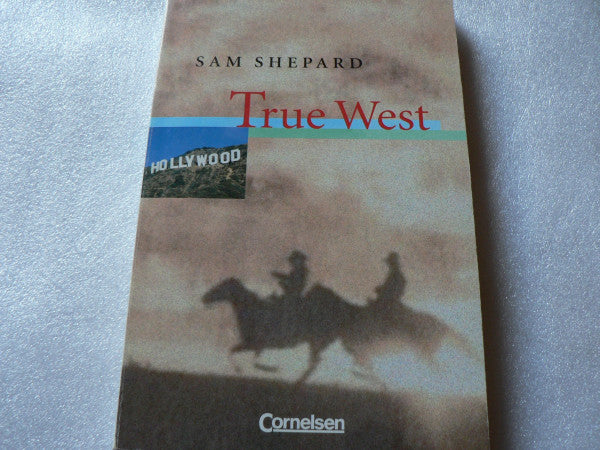 SAM SHEPARD
True West
HOLLYWOOD
Cornelsen